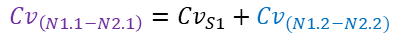 Cv(N1.1−N2.1) = CvS1 + Cv(N1.2−N2.2)